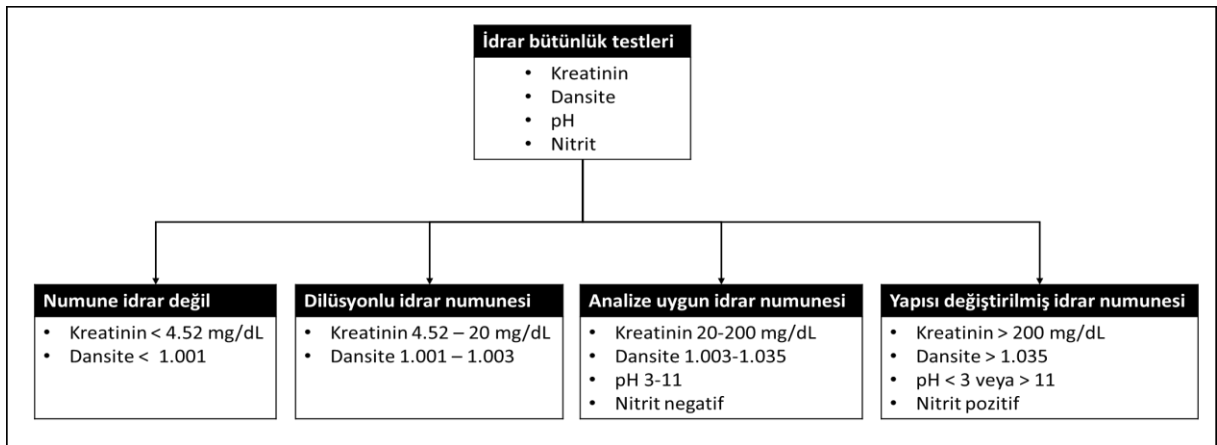 İdrar bütünlük testleri
• Kreatinin
• Dansite
• pH
• Nitrit
Numune idrar değil
• Kreatinin < 4.52 mg/dL
• Dansite < 1.001
Dilüsyonlu idrar numunesi
• Kreatinin 4.52 – 20 mg/dL
• Dansite 1.001 – 1.003
Analize uygun idrar numunesi
• Kreatinin 20-200 mg/dL
• Dansite 1.003-1.035
• pH 3-11
• Nitrit negatif
Yapısı değiştirilmiş idrar numunesi
• Kreatinin > 200 mg/dL
• Dansite > 1.035
• pH < 3 veya > 11
• Nitrit pozitif